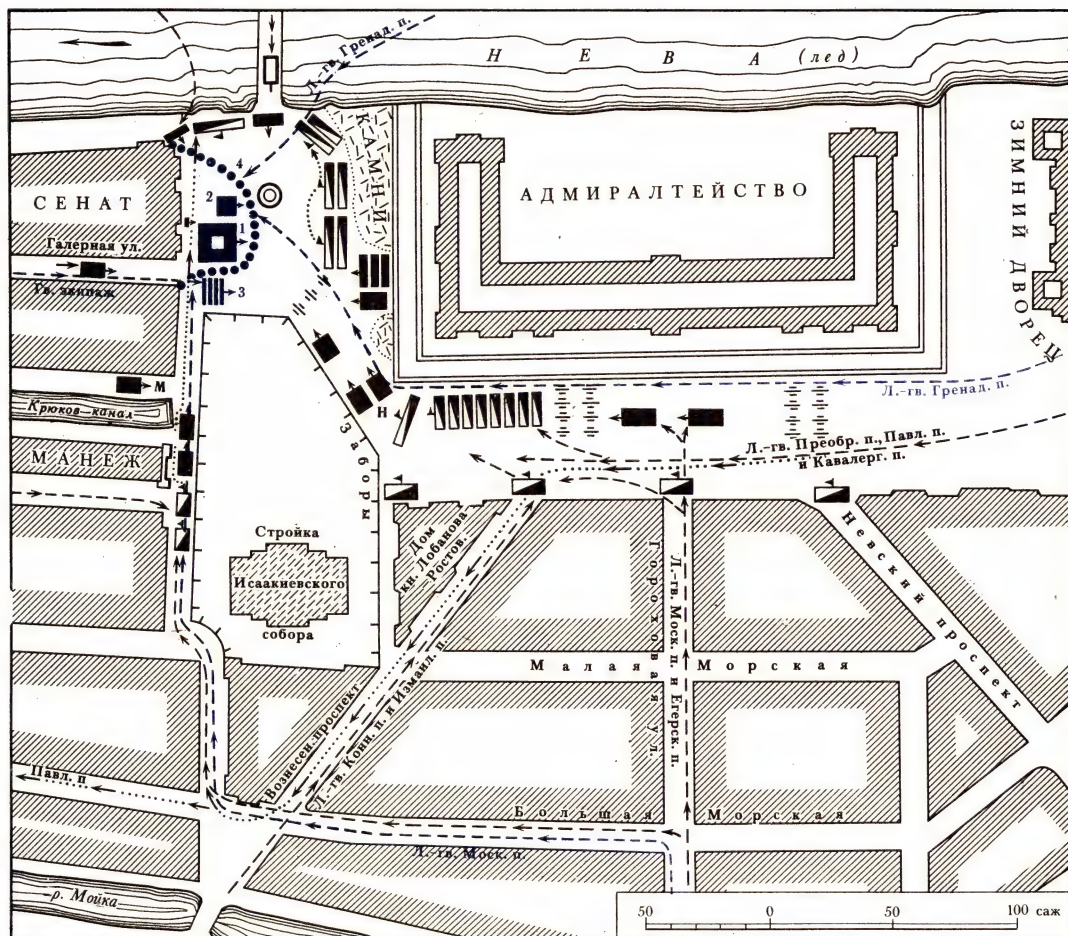 Л.-гв. Гренад. п.
НЕВА (лед)
КАМНИ
АДМИРАЛТЕЙСТВО
ЗИМНИЙ ДВОРЕЦ
СЕНАТ
4
2
1
3
Галерная ул.
Гв. экипаж
М
Н
Крюков-канал
МАНЕЖ
Заборы
Л.-гв. Гренад. п.
Л.-гв. Преобр. п., Павл. п.
и Кавалерг. п.
Стройка
Исаакиевского
собора
Дом
кн. Лобанова-
Ростов.
Гороховая ул.
Л.-гв. Моск. п. и Егерск. п.
Невский проспект
Малая Морская
Вознесен. проспект
Л.-гв. Конн. п. и Измайл. п.
Павл. п
Большая Морская
Л.-гв. Моск. п.
р. Мойка
50 0 100 саж